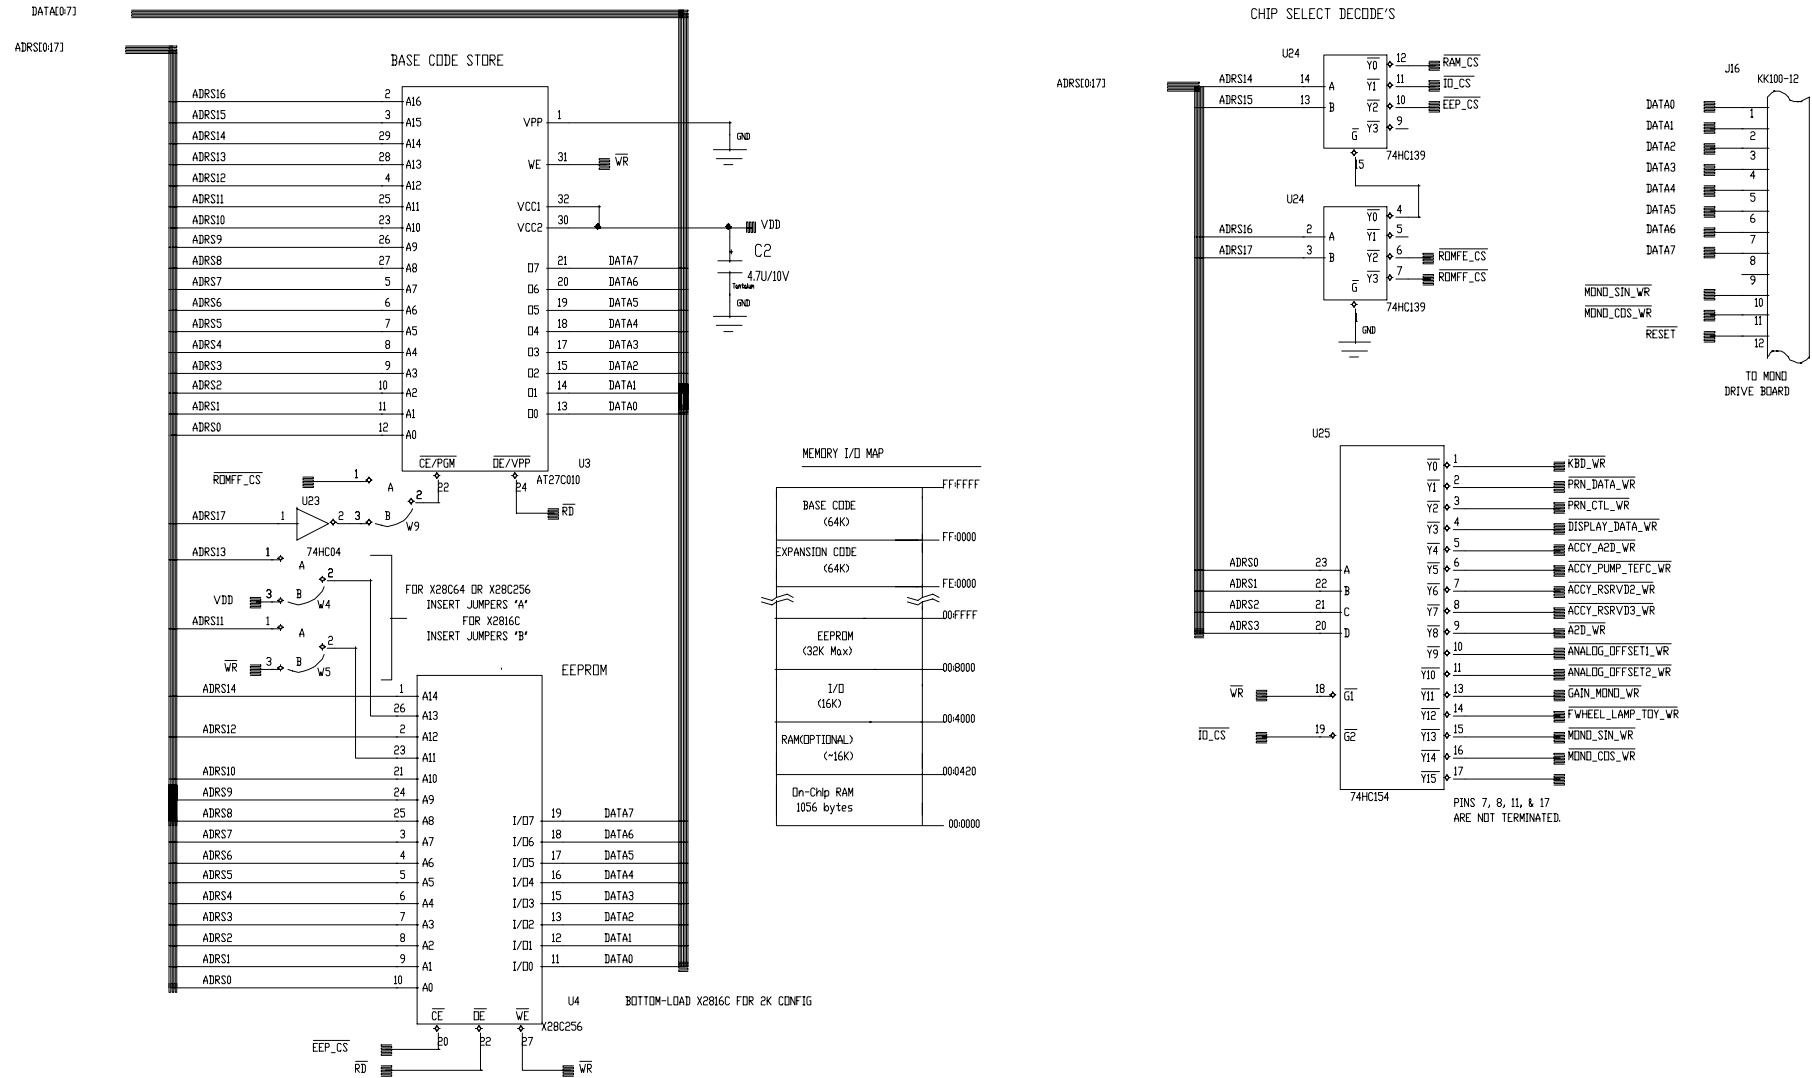 DATA[0:7]
ADRS[0:17]
BASE CODE STORE
ADRS16 2 A16
ADRS15 3 A15
ADRS14 29 A14
ADRS13 28 A13
ADRS12 4 A12
ADRS11 25 A11
ADRS10 23 A10
ADRS9 26 A9
ADRS8 27 A8
ADRS7 5 A7
ADRS6 6 A6
ADRS5 7 A5
ADRS4 8 A4
ADRS3 9 A3
ADRS2 10 A2
ADRS1 11 A1
ADRS0 12 A0
VPP 1
GND
WE 31 WR
VCC1 32
VCC2 30 VDD
C2
4.7U/10V
Tantalum
GND
O7 21 DATA7
O6 20 DATA6
O5 19 DATA5
O4 18 DATA4
O3 17 DATA3
O2 15 DATA2
O1 14 DATA1
O0 13 DATA0
CE/PGM OE/VPP U3
22 24 AT27C010
RD
ROMFF_CS 1 A 2
U23
ADRS17 1 2 3 B W9
74HC04
ADRS13 1 A 2
VDD 3 B W4
ADRS11 1 A 2
WR 3 B W5
FOR X28C64 OR X28C256
INSERT JUMPERS "A"
FOR X2816C
INSERT JUMPERS "B"
EEPROM
ADRS14 1 A14
26 A13
ADRS12 2 A12
23 A11
ADRS10 21 A10
ADRS9 24 A9
ADRS8 25 A8
ADRS7 3 A7
ADRS6 4 A6
ADRS5 5 A5
ADRS4 6 A4
ADRS3 7 A3
ADRS2 8 A2
ADRS1 9 A1
ADRS0 10 A0
I/O7 19 DATA7
I/O6 18 DATA6
I/O5 17 DATA5
I/O4 16 DATA4
I/O3 15 DATA3
I/O2 13 DATA2
I/O1 12 DATA1
I/O0 11 DATA0
U4
CE OE WE X28C256
20 22 27
EEP_CS
RD
WR
BOTTOM-LOAD X2816C FOR 2K CONFIG
MEMORY I/O MAP
FF:FFFF
BASE CODE
(64K)
FF:0000
EXPANSION CODE
(64K)
FE:0000
00:FFFF
EEPROM
(32K Max)
00:8000
I/O
(16K)
00:4000
RAM(OPTIONAL)
(~16K)
00:0420
On-Chip RAM
1056 bytes
00:0000
CHIP SELECT DECODE'S
ADRS[0:17]
U24
ADRS14 14 A
ADRS15 13 B
Y0 12 RAM_CS
Y1 11 IO_CS
Y2 10 EEP_CS
Y3 9
G
15
74HC139
U24
ADRS16 2 A
ADRS17 3 B
Y0 4
Y1 5
Y2 6 ROMFE_CS
Y3 7 ROMFF_CS
G
1
74HC139
GND
J16
KK100-12
DATA0 1
DATA1 2
DATA2 3
DATA3 4
DATA4 5
DATA5 6
DATA6 7
DATA7 8
9
MONO_SIN_WR 10
MONO_COS_WR 11
RESET 12
TO MONO
DRIVE BOARD
U25
ADRS0 23 A
ADRS1 22 B
ADRS2 21 C
ADRS3 20 D
WR 18 G1
IO_CS 19 G2
Y0 1 KBD_WR
Y1 2 PRN_DATA_WR
Y2 3 PRN_CTL_WR
Y3 4 DISPLAY_DATA_WR
Y4 5 ACCY_A2D_WR
Y5 6 ACCY_PUMP_TEFC_WR
Y6 7 ACCY_RSRVD2_WR
Y7 8 ACCY_RSRVD3_WR
Y8 9 A2D_WR
Y9 10 ANALOG_OFFSET1_WR
Y10 11 ANALOG_OFFSET2_WR
Y11 13 GAIN_MONO_WR
Y12 14 FWHEEL_LAMP_TOY_WR
Y13 15 MONO_SIN_WR
Y14 16 MONO_COS_WR
Y15 17
74HC154
PINS 7, 8, 11, & 17
ARE NOT TERMINATED.